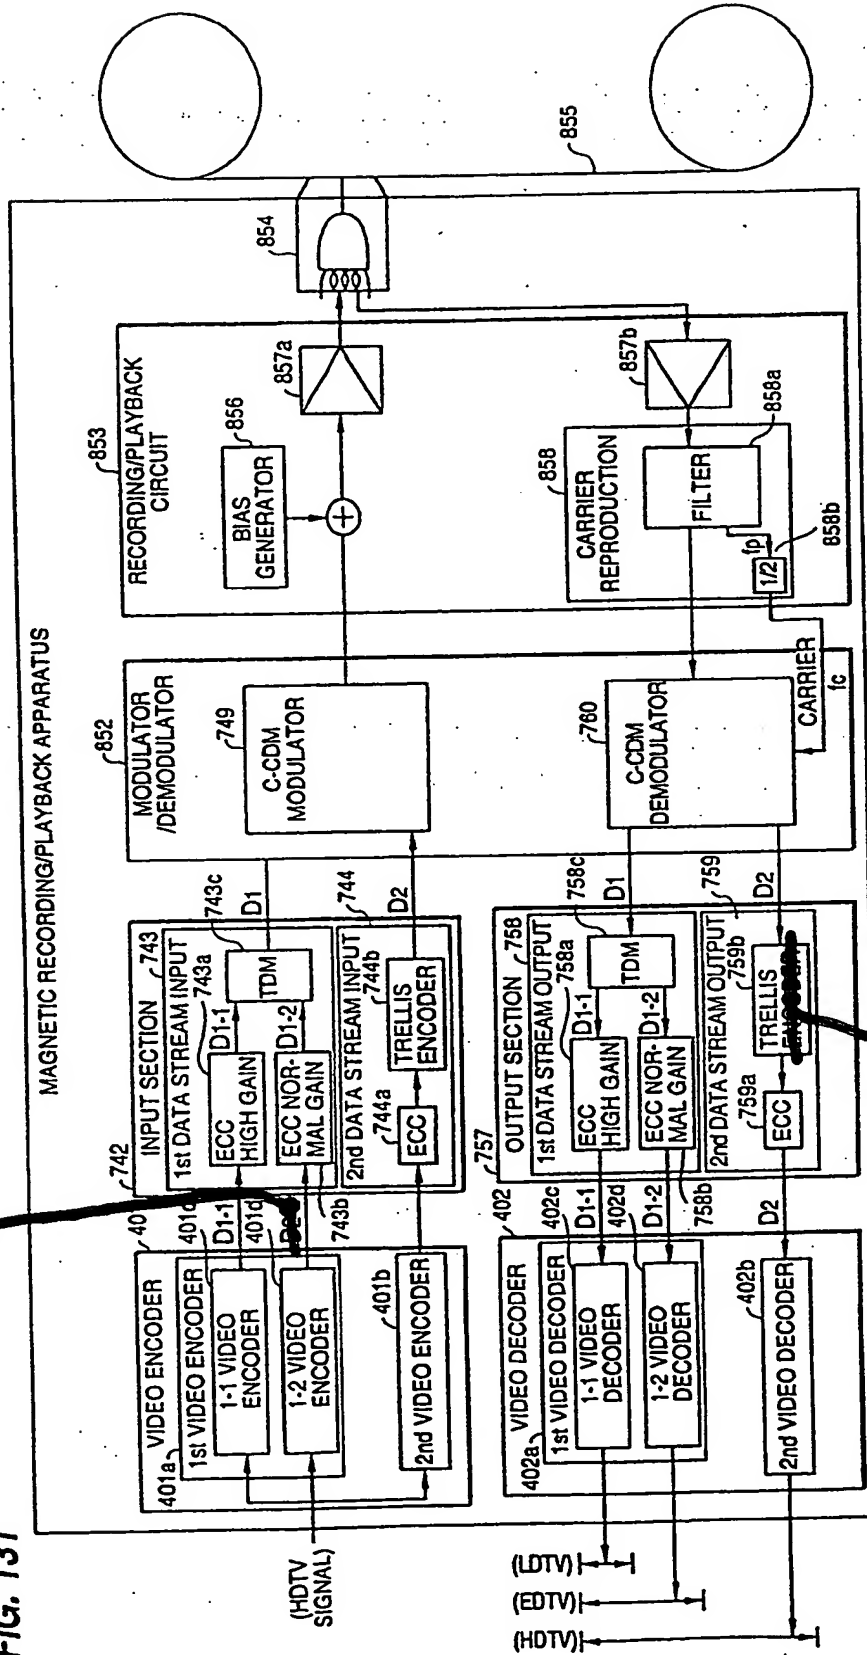 FIG. 131
MAGNETIC RECORDING/PLAYBACK APPARATUS
(HDTV
SIGNAL)
VIDEO ENCODER
401a
1st VIDEO ENCODER
1-1 VIDEO
ENCODER
1-2 VIDEO
ENCODER
401c
401d
D1-1
2nd VIDEO ENCODER
401b
742
INPUT SECTION
743
1st DATA STREAM INPUT
743a
743c
ECC
HIGH GAIN
D1-1
ECC NOR-
MAL GAIN
D1-2
743b
TDM
D1
2nd DATA STREAM INPUT
744
744a
744b
ECC
TRELLIS
ENCODER
D2
852
MODULATOR
/DEMODULATOR
749
C-CDM
MODULATOR
853
RECORDING/PLAYBACK
CIRCUIT
856
BIAS
GENERATOR
+
857a
854
855
(LDTV)
(EDTV)
(HDTV)
VIDEO DECODER
402
402a
1st VIDEO DECODER
1-1 VIDEO
DECODER
1-2 VIDEO
DECODER
402c
402d
D1-1
D1-2
2nd VIDEO DECODER
402b
D2
757
OUTPUT SECTION
758
1st DATA STREAM OUTPUT
758a
758c
ECC
HIGH GAIN
D1-1
ECC NOR-
MAL GAIN
D1-2
758b
TDM
D1
2nd DATA STREAM OUTPUT
759
759a
759b
ECC
TRELLIS
D2
760
C-CDM
DEMODULATOR
CARRIER
fc
858
CARRIER
REPRODUCTION
FILTER
858a
fp
1/2
858b
857b